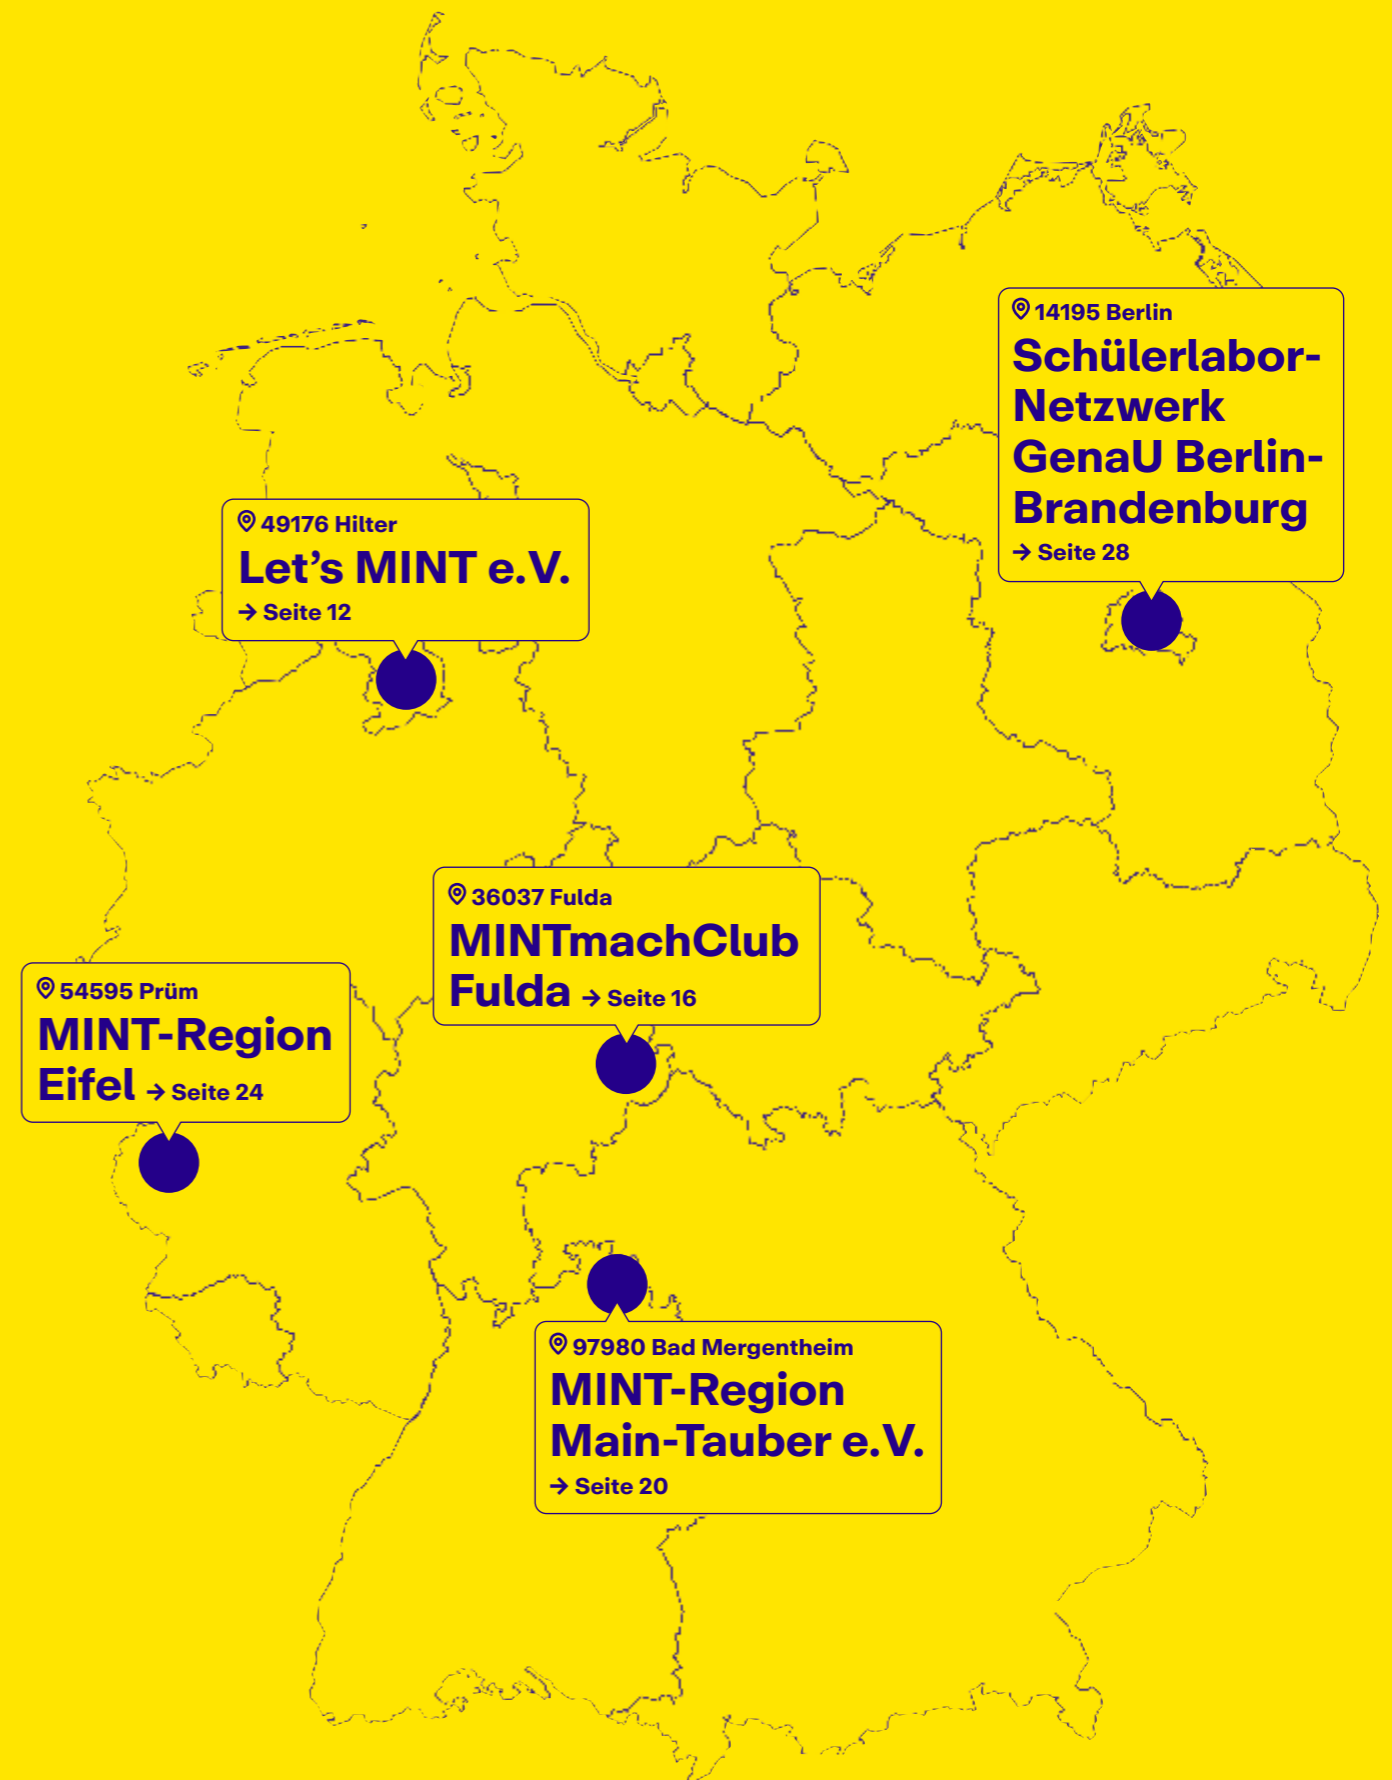 14195 Berlin
Schülerlabor-
Netzwerk
GenaU Berlin-
Brandenburg
→ Seite 28
49176 Hilter
Let’s MINT e.V.
→ Seite 12
36037 Fulda
MINTmachClub
Fulda → Seite 16
54595 Prüm
MINT-Region
Eifel → Seite 24
97980 Bad Mergentheim
MINT-Region
Main-Tauber e.V.
→ Seite 20